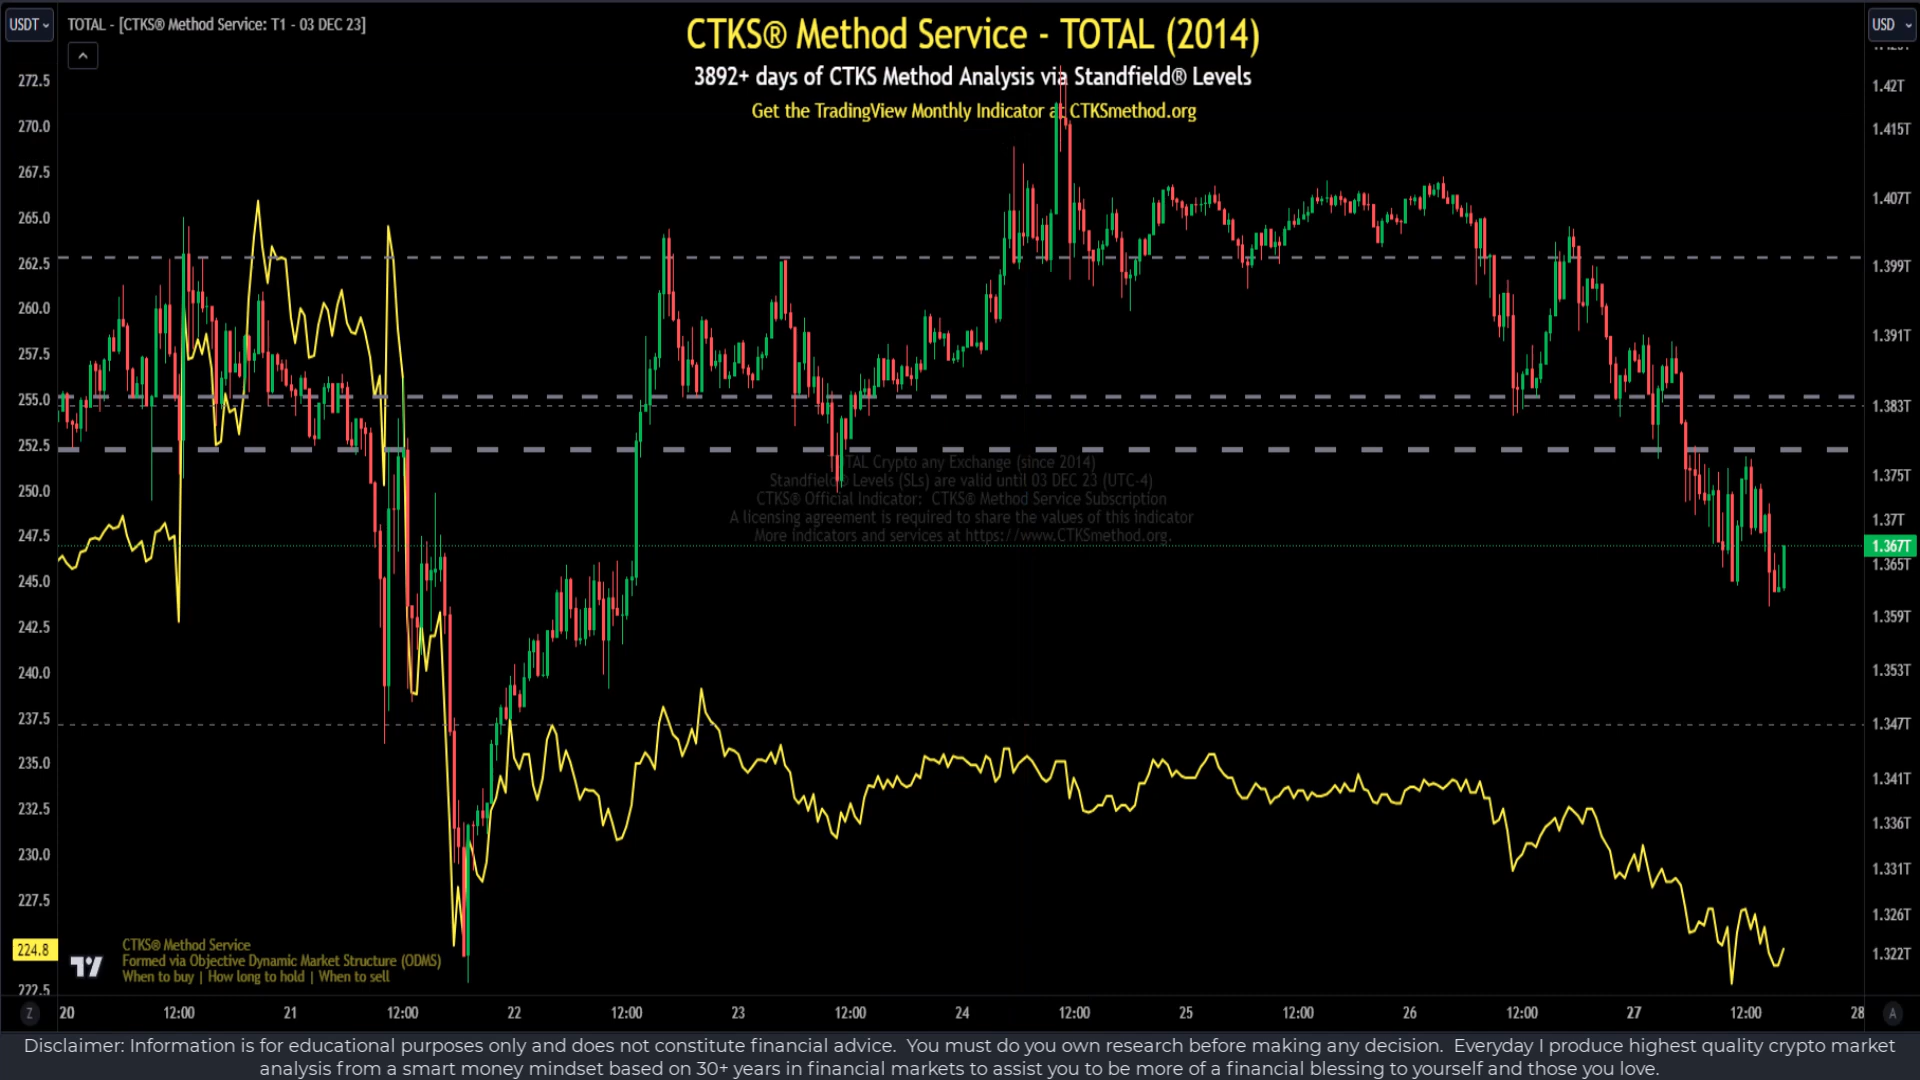 USDT
TOTAL - [CTKS® Method Service: T1 - 03 DEC 23]
CTKS® Method Service - TOTAL (2014)
3892+ days of CTKS Method Analysis via Standfield® Levels
Get the TradingView Monthly Indicator at CTKSmethod.org
USD
272.5
270.0
267.5
265.0
262.5
260.0
257.5
255.0
252.5
250.0
247.5
245.0
242.5
240.0
237.5
235.0
232.5
230.0
227.5
224.8
222.5
1.42T
1.415T
1.407T
1.399T
1.391T
1.383T
1.375T
1.37T
1.367T
1.365T
1.359T
1.353T
1.347T
1.341T
1.336T
1.331T
1.326T
1.322T
TOTAL Crypto any Exchange (since 2014)
Standfield® Levels (SLs) are valid until 03 DEC 23 (UTC-4)
CTKS® Official Indicator: CTKS® Method Service Subscription
A licensing agreement is required to share the values of this indicator
More indicators and services at https://www.CTKSmethod.org.
CTKS® Method Service
Formed via Objective Dynamic Market Structure (ODMS)
When to buy | How long to hold | When to sell
Z 20 12:00 21 12:00 22 12:00 23 12:00 24 12:00 25 12:00 26 12:00 27 12:00 28 A
Disclaimer: Information is for educational purposes only and does not constitute financial advice. You must do you own research before making any decision. Everyday I produce highest quality crypto market
analysis from a smart money mindset based on 30+ years in financial markets to assist you to be more of a financial blessing to yourself and those you love.